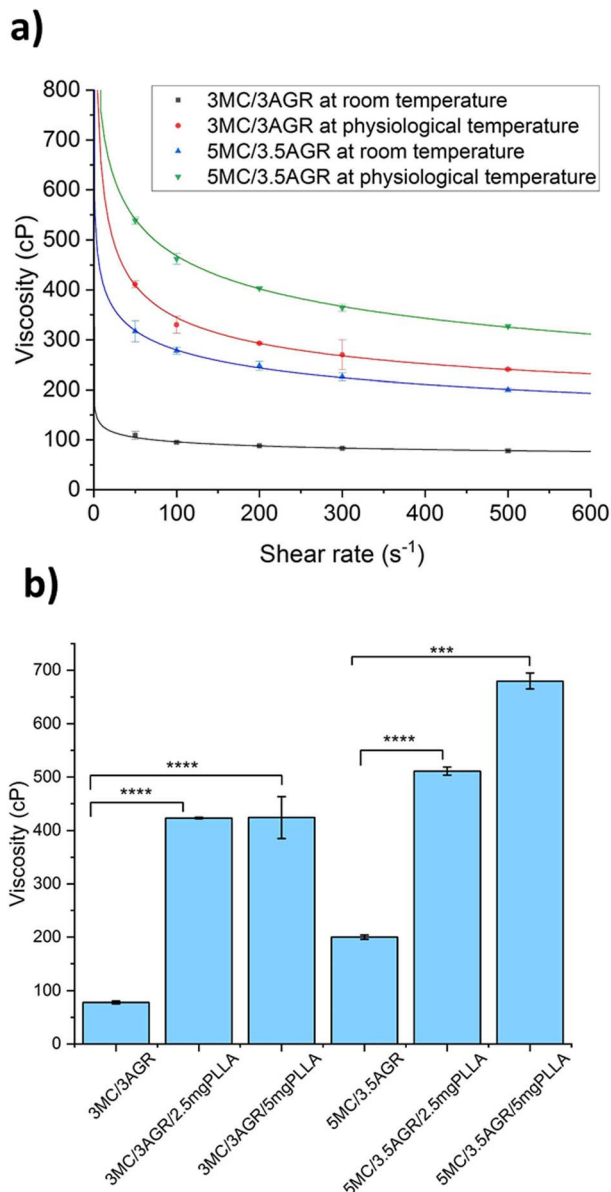 a)
800
700
600
500
400
300
200
100
0
Viscosity (cP)
3MC/3AGR at room temperature
3MC/3AGR at physiological temperature
5MC/3.5AGR at room temperature
5MC/3.5AGR at physiological temperature
0 100 200 300 400 500 600
Shear rate (s⁻¹)
b)
700
600
500
400
300
200
100
0
Viscosity (cP)
***
****
****
****
3MC/3AGR
3MC/3AGR/2.5mgPLLA
3MC/3AGR/5mgPLLA
5MC/3.5AGR
5MC/3.5AGR/2.5mgPLLA
5MC/3.5AGR/5mgPLLA